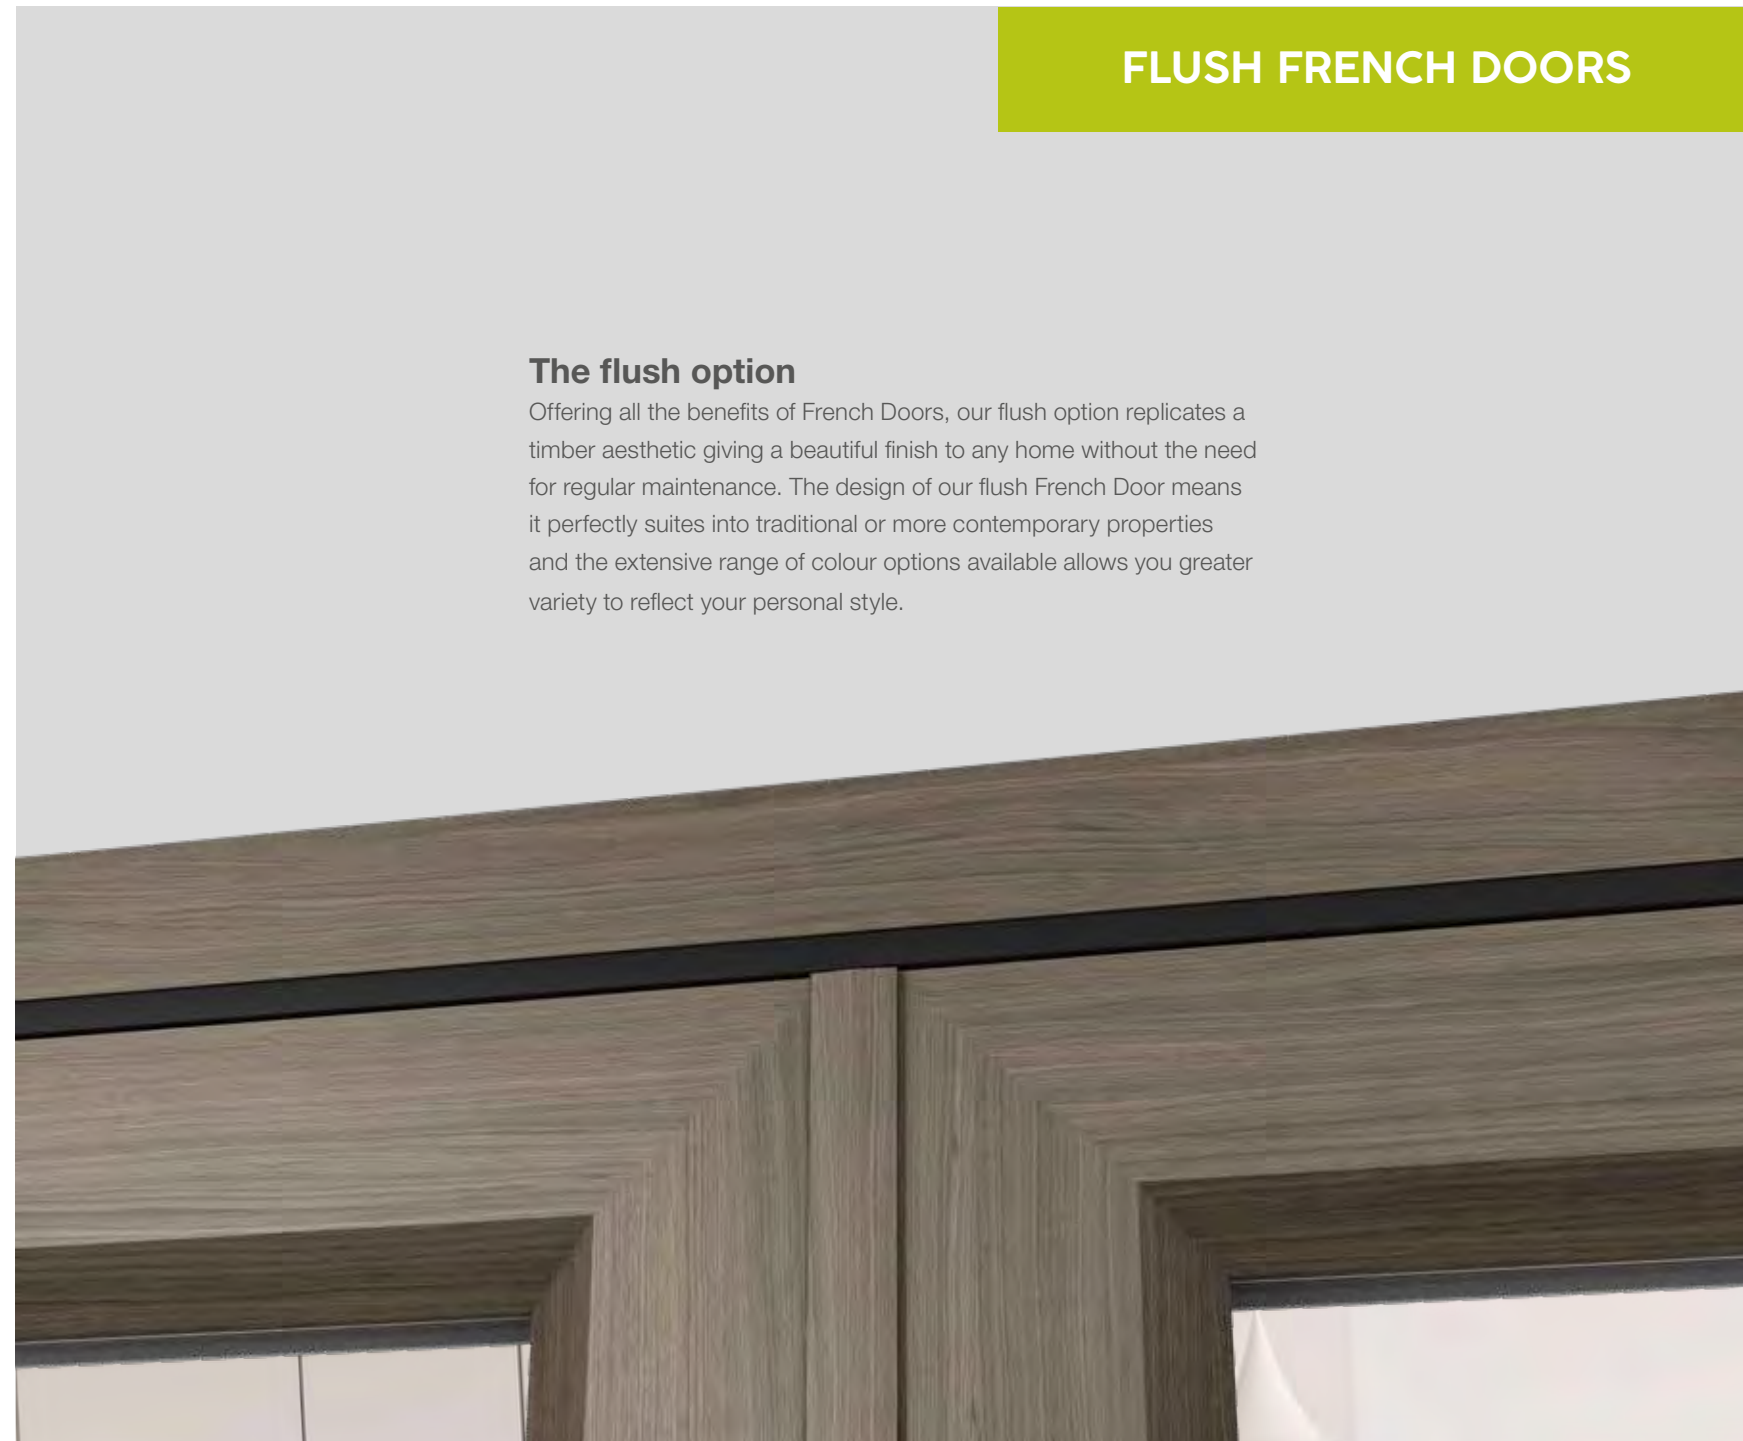 FLUSH FRENCH DOORS
The flush option
Offering all the benefits of French Doors, our flush option replicates a
timber aesthetic giving a beautiful finish to any home without the need
for regular maintenance. The design of our flush French Door means
it perfectly suites into traditional or more contemporary properties
and the extensive range of colour options available allows you greater
variety to reflect your personal style.